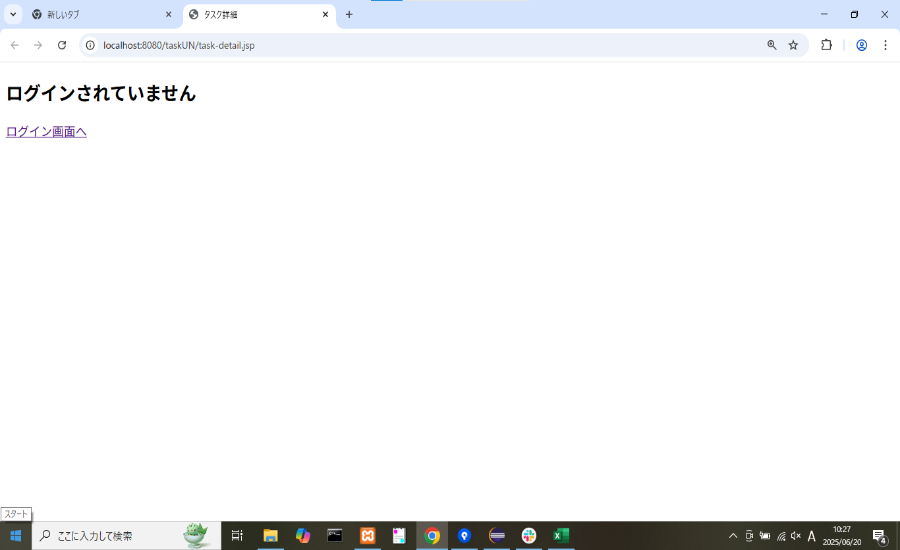 新しいタブ
タスク詳細
localhost:8080/taskUN/task-detail.jsp
ログインされていません
ログイン画面へ
スタート
ここに入力して検索
A
10:27
2025/06/20
4